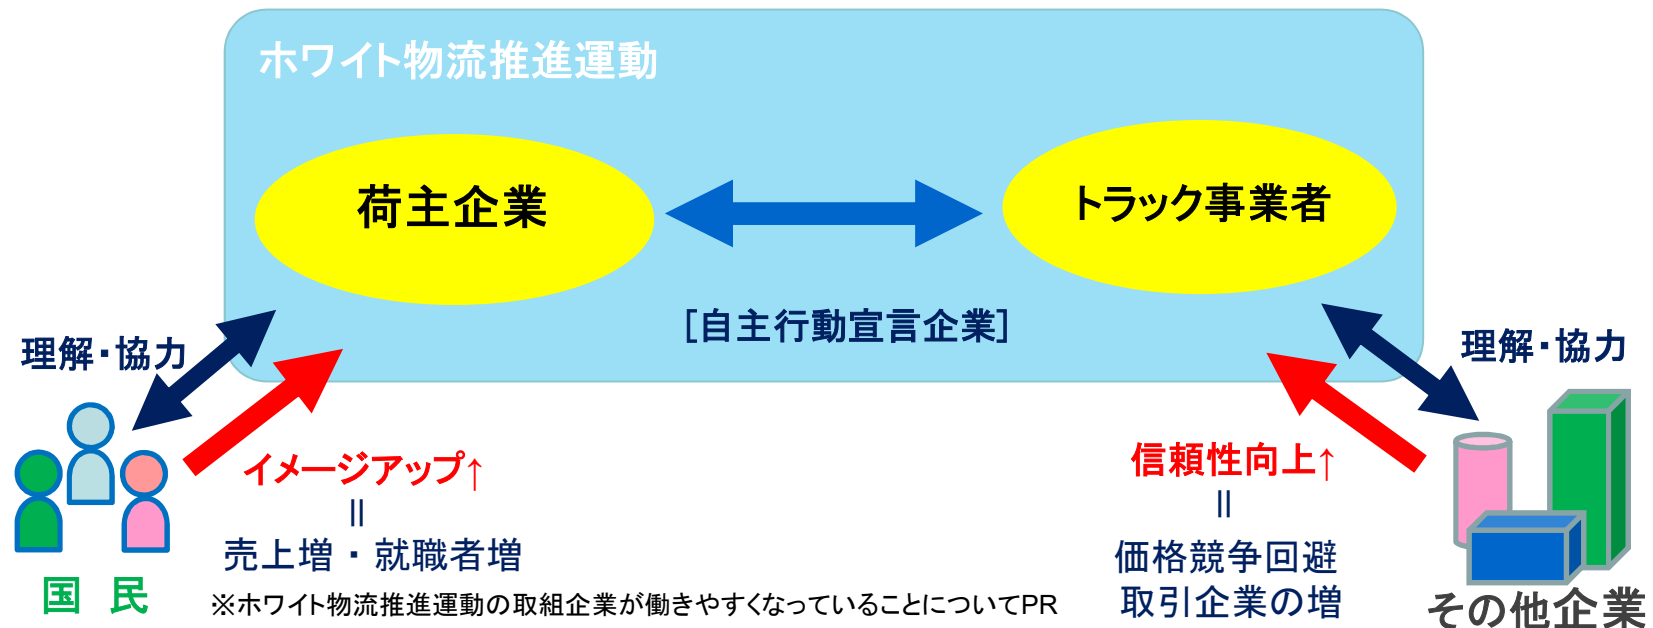 ホワイト物流推進運動
荷主企業
トラック事業者
[自主行動宣言企業]
理解・協力
理解・協力
イメージアップ↑
||
売上増・就職者増
信頼性向上↑
||
価格競争回避
取引企業の増
国 民
※ホワイト物流推進運動の取組企業が働きやすくなっていることについてPR
その他企業